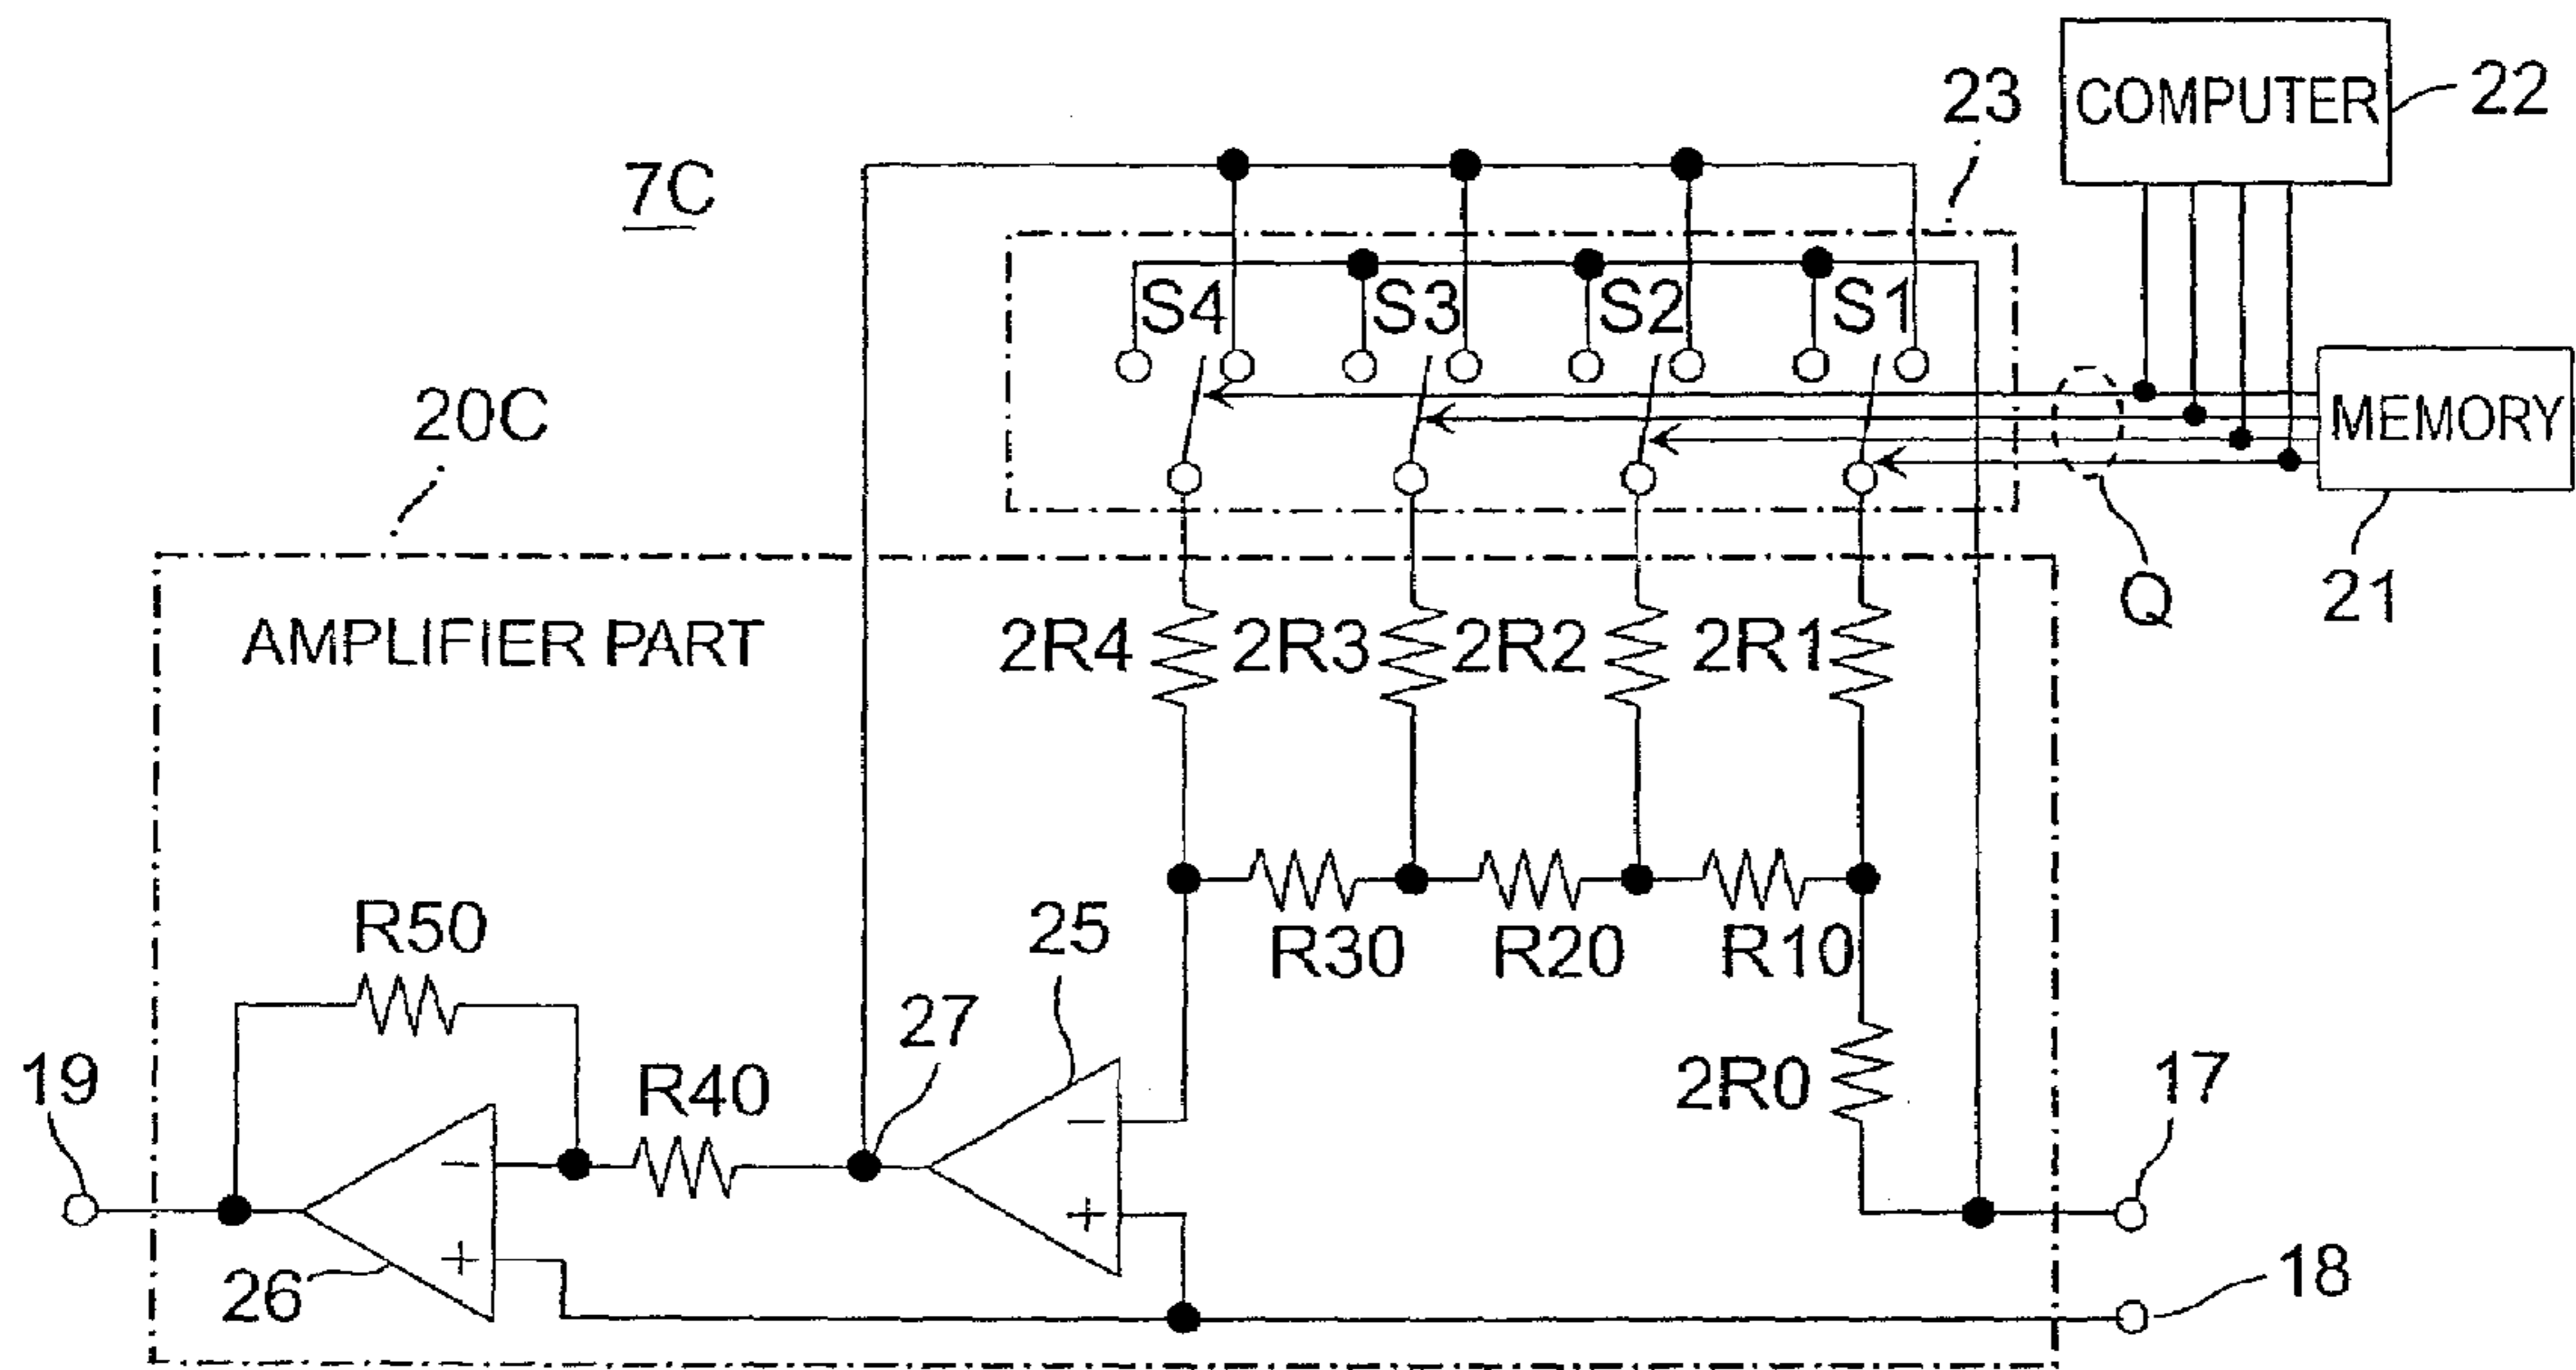 COMPUTER
22
23
7C
S4
S3
S2
S1
MEMORY
20C
Q
21
AMPLIFIER PART
2R4
2R3
2R2
2R1
R50
25
R30
R20
R10
27
19
R40
2R0
17
26
18
−
+
−
+